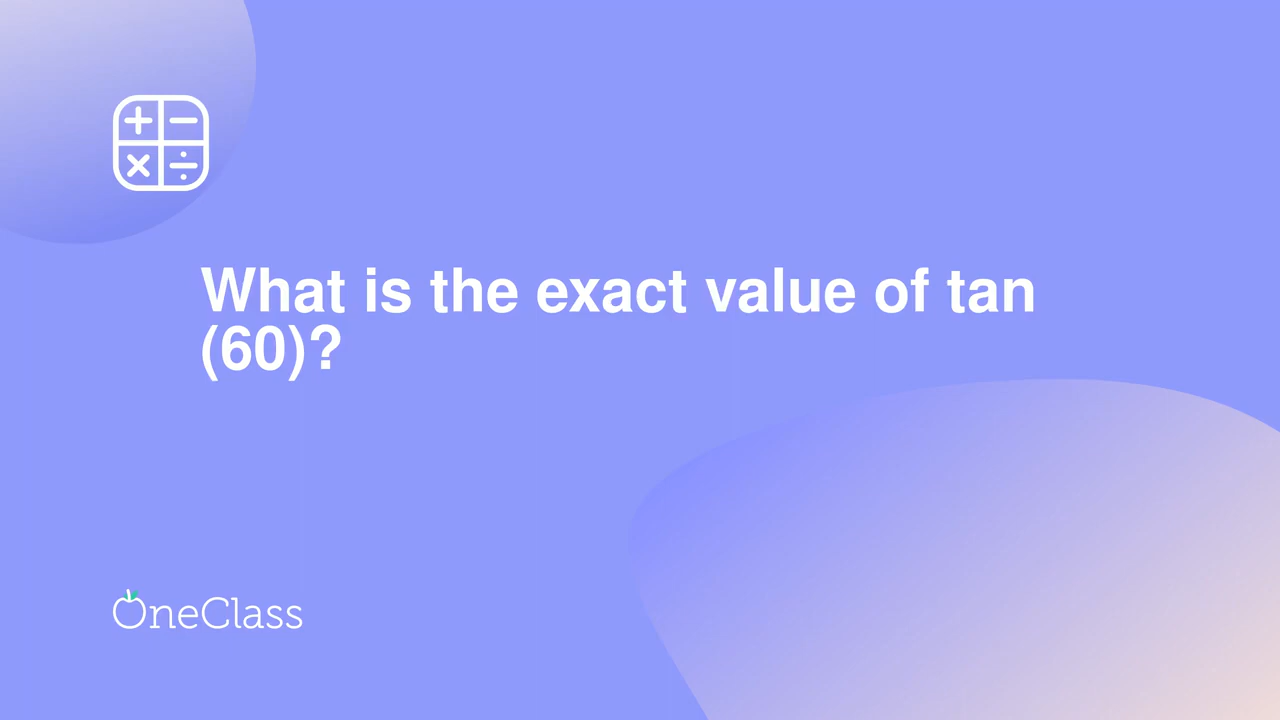 What is the exact value of tan
(60)?
OneClass